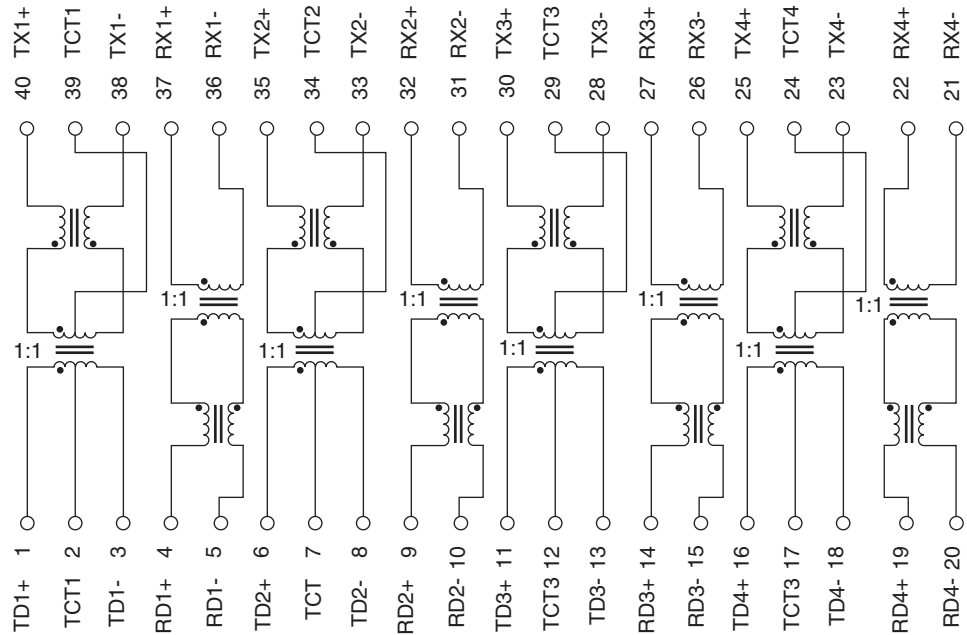 TX1+
TCT1
TX1-
RX1+
RX1-
TX2+
TCT2
TX2-
RX2+
RX2-
TX3+
TCT3
TX3-
RX3+
RX3-
TX4+
TCT4
TX4-
RX4+
RX4-
40
39
38
37
36
35
34
33
32
31
30
29
28
27
26
25
24
23
22
21
1:1
1:1
1:1
1:1
1:1
1:1
1:1
1:1
TD1+ 1
TCT1 2
TD1- 3
RD1+ 4
RD1- 5
TD2+ 6
TCT 7
TD2- 8
RD2+ 9
RD2- 10
TD3+ 11
TCT3 12
TD3- 13
RD3+ 14
RD3- 15
TD4+ 16
TCT3 17
TD4- 18
RD4+ 19
RD4- 20